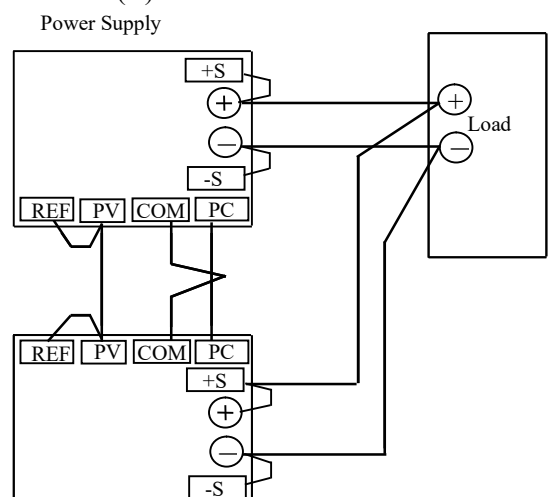 Power Supply
+S
+
Load
—
—
-S
REF PV COM PC
REF PV COM PC
+S
+
—
-S